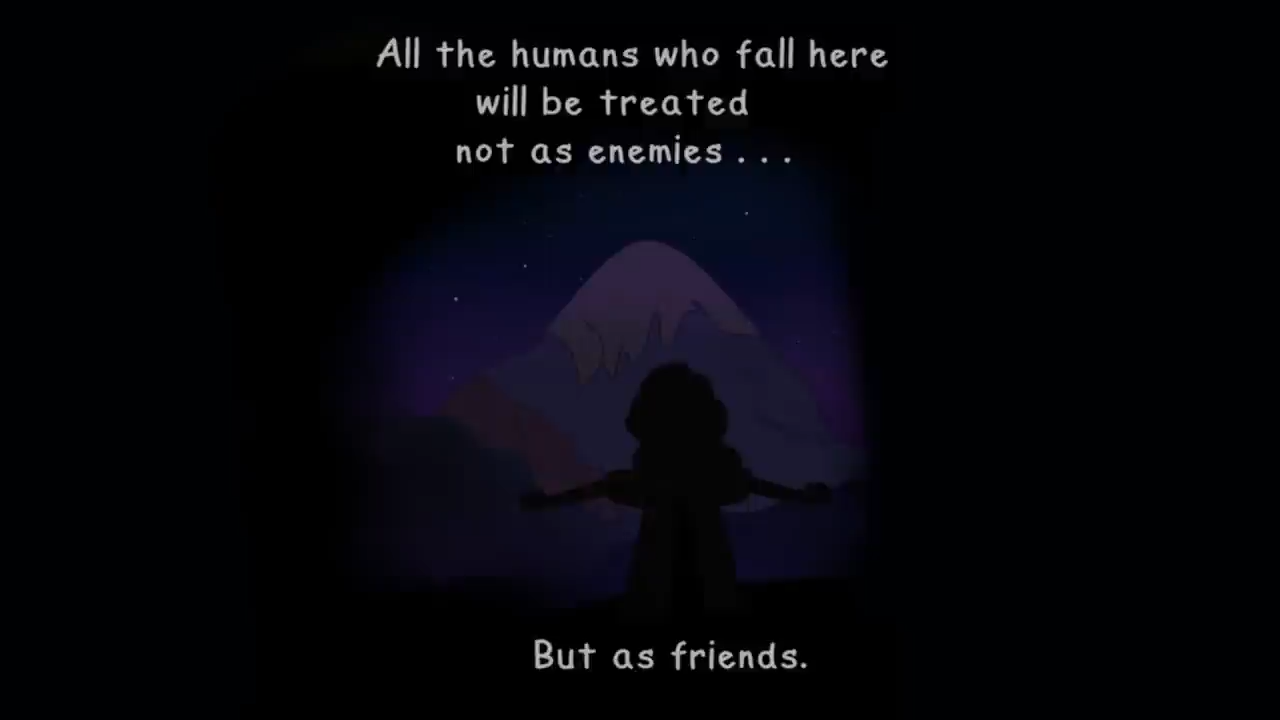 All the humans who fall here
will be treated
not as enemies . . .
But as friends.